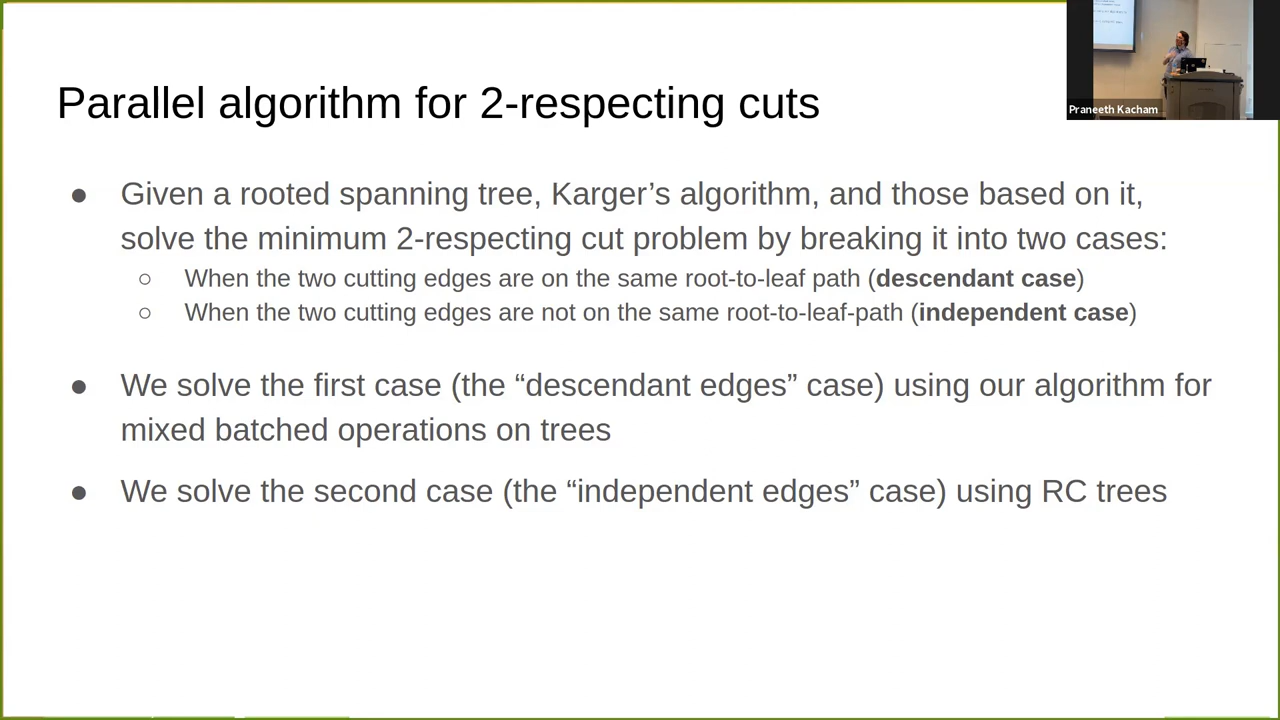 Parallel algorithm for 2-respecting cuts
Praneeth Kacham
● Given a rooted spanning tree, Karger’s algorithm, and those based on it,
solve the minimum 2-respecting cut problem by breaking it into two cases:
○ When the two cutting edges are on the same root-to-leaf path (descendant case)
○ When the two cutting edges are not on the same root-to-leaf-path (independent case)
● We solve the first case (the “descendant edges” case) using our algorithm for
mixed batched operations on trees
● We solve the second case (the “independent edges” case) using RC trees